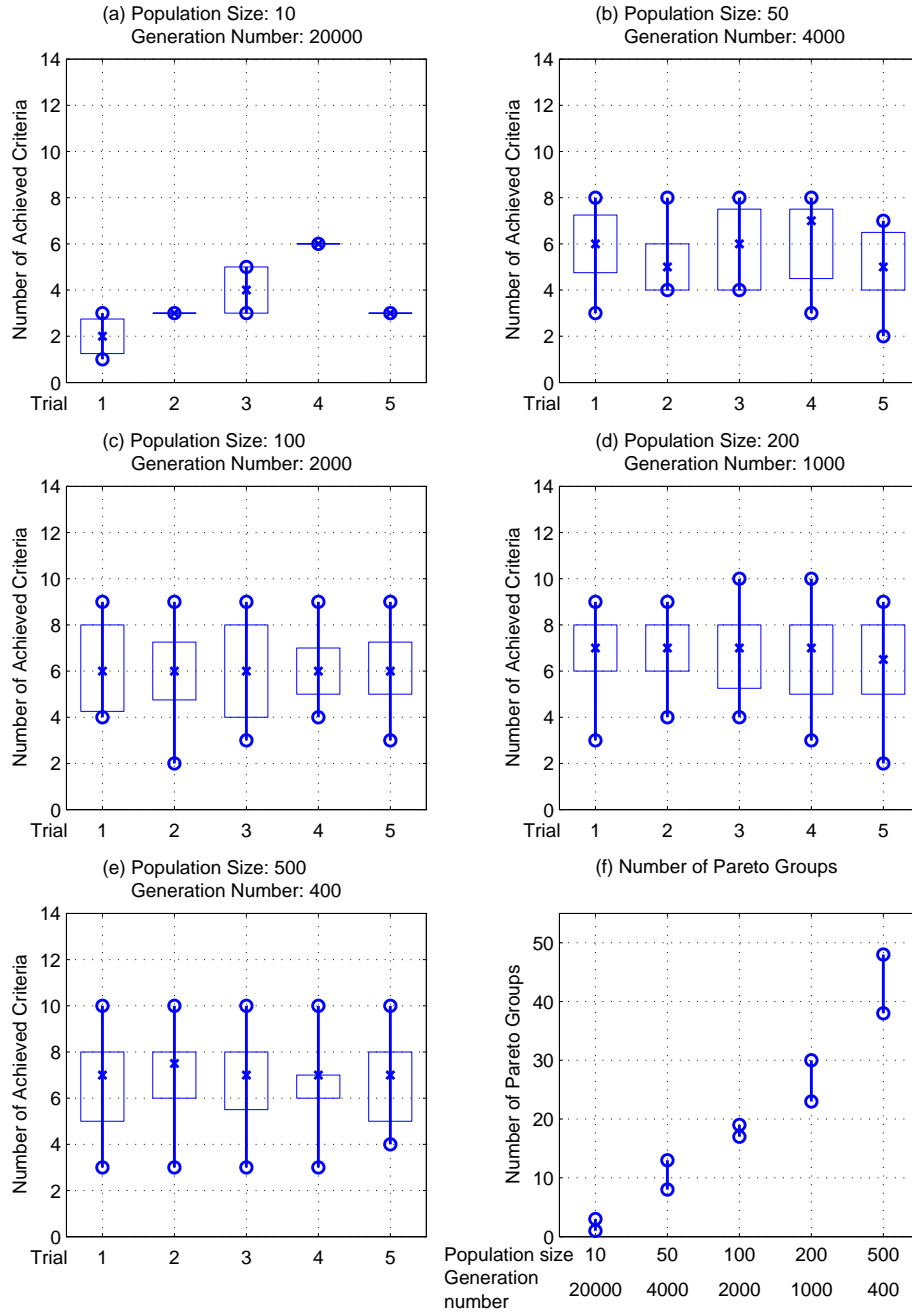 (a) Population Size: 10
Generation Number: 20000
Number of Achieved Criteria
14
12
10
8
6
4
2
0
Trial 1 2 3 4 5
(b) Population Size: 50
Generation Number: 4000
Number of Achieved Criteria
14
12
10
8
6
4
2
0
Trial 1 2 3 4 5
(c) Population Size: 100
Generation Number: 2000
Number of Achieved Criteria
14
12
10
8
6
4
2
0
Trial 1 2 3 4 5
(d) Population Size: 200
Generation Number: 1000
Number of Achieved Criteria
14
12
10
8
6
4
2
0
Trial 1 2 3 4 5
(e) Population Size: 500
Generation Number: 400
Number of Achieved Criteria
14
12
10
8
6
4
2
0
Trial 1 2 3 4 5
(f) Number of Pareto Groups
Number of Pareto Groups
50
40
30
20
10
0
Population size 10 50 100 200 500
Generation
number 20000 4000 2000 1000 400